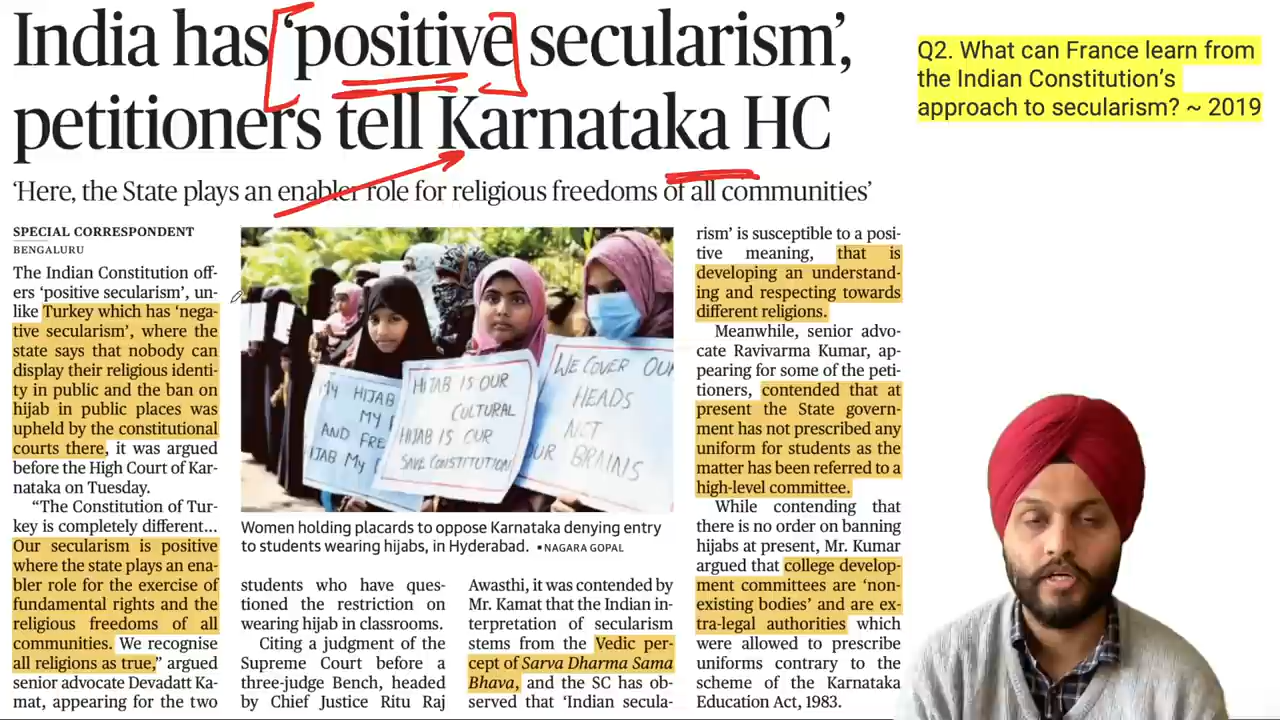 India has ‘positive secularism’,
petitioners tell Karnataka HC
‘Here, the State plays an enabler role for religious freedoms of all communities’
SPECIAL CORRESPONDENT
BENGALURU
The Indian Constitution off-
ers ‘positive secularism’, un-
like Turkey which has ‘nega-
tive secularism’, where the
state says that nobody can
display their religious identi-
ty in public and the ban on
hijab in public places was
upheld by the constitutional
courts there, it was argued
before the High Court of Kar-
nataka on Tuesday.
“The Constitution of Tur-
key is completely different...
Our secularism is positive
where the state plays an ena-
bler role for the exercise of
fundamental rights and the
religious freedoms of all
communities. We recognise
all religions as true,” argued
senior advocate Devadatt Ka-
mat, appearing for the two
MY HIJAB
MY
AND FRE
HIJAB MY
HIJAB IS OUR
CULTURAL
HIJAB IS OUR
SAVE CONSTITUTION
WE COVER OU
HEADS
NOT
OUR BRAINS
Women holding placards to oppose Karnataka denying entry
to students wearing hijabs, in Hyderabad. ▪NAGARA GOPAL
students who have ques-
tioned the restriction on
wearing hijab in classrooms.
Citing a judgment of the
Supreme Court before a
three-judge Bench, headed
by Chief Justice Ritu Raj
Awasthi, it was contended by
Mr. Kamat that the Indian in-
terpretation of secularism
stems from the Vedic per-
cept of Sarva Dharma Sama
Bhava, and the SC has ob-
served that ‘Indian secula-
rism’ is susceptible to a posi-
tive meaning, that is
developing an understand-
ing and respecting towards
different religions.
Meanwhile, senior advo-
cate Ravivarma Kumar, ap-
pearing for some of the peti-
tioners, contended that at
present the State govern-
ment has not prescribed any
uniform for students as the
matter has been referred to a
high-level committee.
While contending that
there is no order on banning
hijabs at present, Mr. Kumar
argued that college develop-
ment committees are ‘non-
existing bodies’ and are ex-
tra-legal authorities which
were allowed to prescribe
uniforms contrary to the
scheme of the Karnataka
Education Act, 1983.
Q2. What can France learn from
the Indian Constitution’s
approach to secularism? ~ 2019